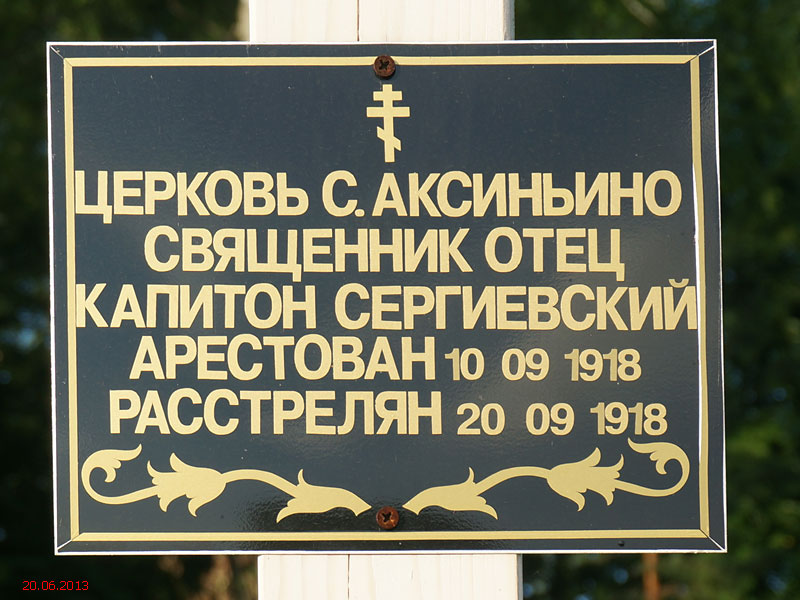 ЦЕРКОВЬ С. АКСИНЬИНО
СВЯЩЕННИК ОТЕЦ
КАПИТОН СЕРГИЕВСКИЙ
АРЕСТОВАН 10 09 1918
РАССТРЕЛЯН 20 09 1918
20.06.2013